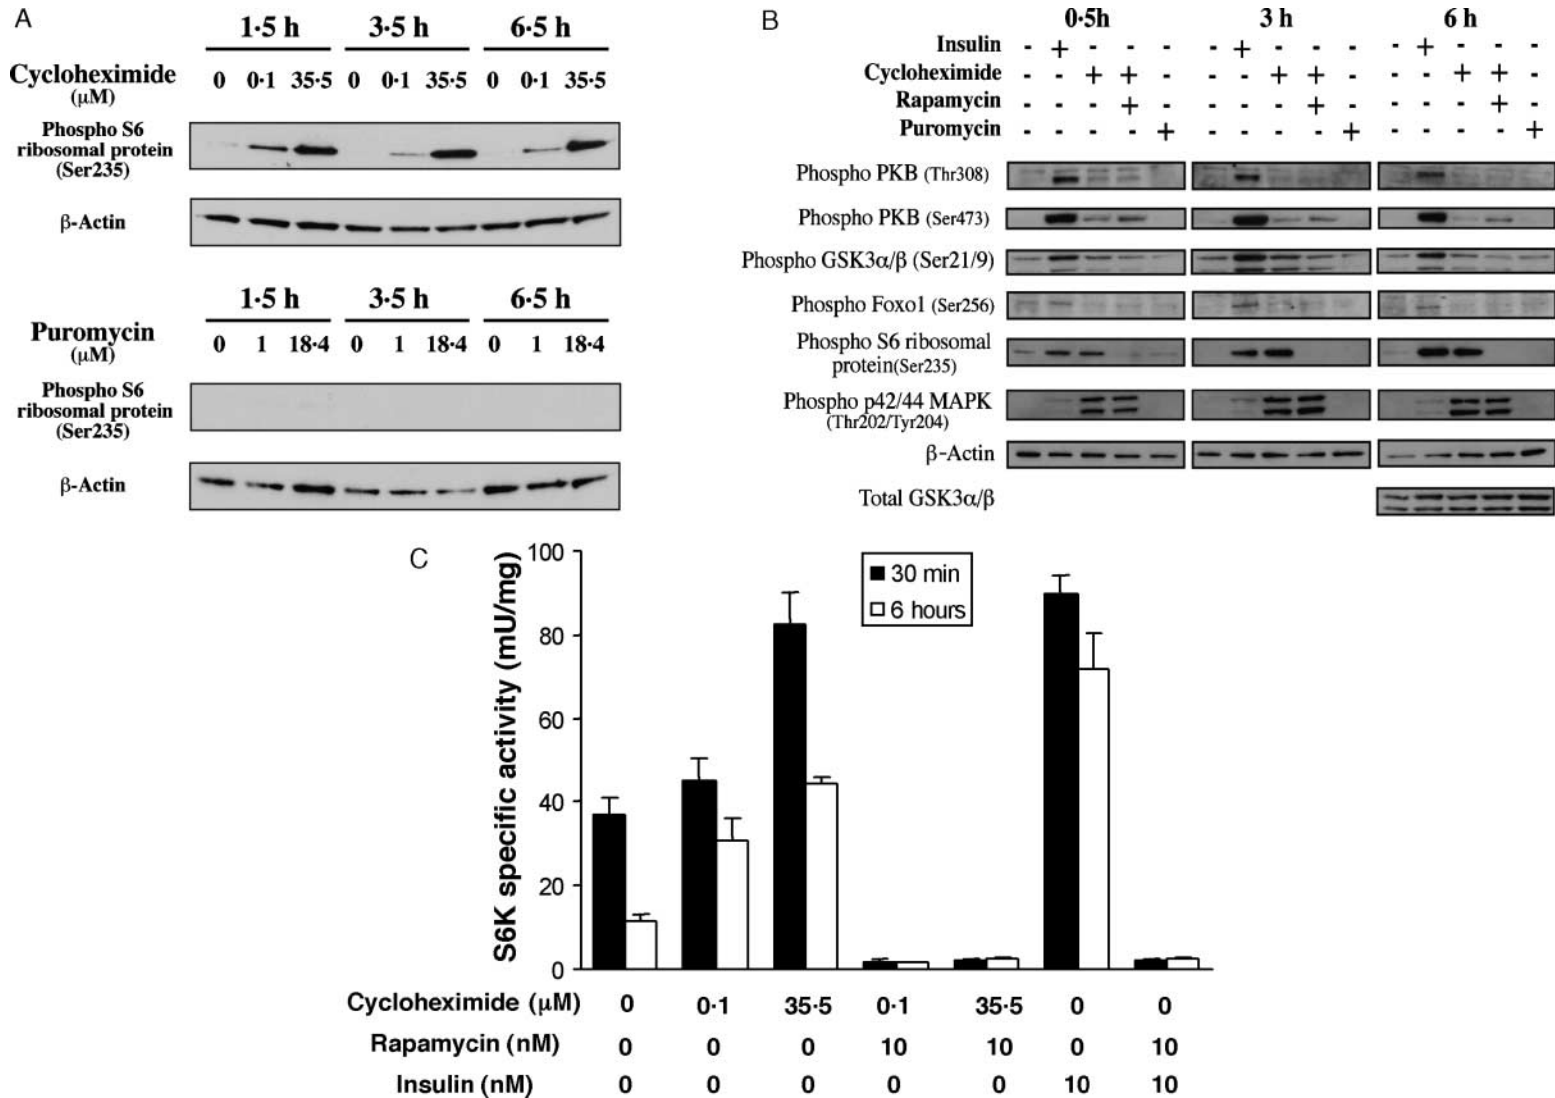 A
1·5 h 3·5 h 6·5 h
Cycloheximide 0 0·1 35·5 0 0·1 35·5 0 0·1 35·5
(μM)
Phospho S6
ribosomal protein
(Ser235)
β-Actin
1·5 h 3·5 h 6·5 h
Puromycin 0 1 18·4 0 1 18·4 0 1 18·4
(μM)
Phospho S6
ribosomal protein
(Ser235)
β-Actin
B
0·5h 3 h 6 h
Insulin - + - - - - + - - - - + - - -
Cycloheximide - - + + - - - + + - - - + + -
Rapamycin - - - + - - - - + - - - - + -
Puromycin - - - - + - - - - + - - - - +
Phospho PKB (Thr308)
Phospho PKB (Ser473)
Phospho GSK3α/β (Ser21/9)
Phospho Foxo1 (Ser256)
Phospho S6 ribosomal
protein(Ser235)
Phospho p42/44 MAPK
(Thr202/Tyr204)
β-Actin
Total GSK3α/β
C
S6K specific activity (mU/mg)
100
80
60
40
20
0
30 min
6 hours
Cycloheximide (μM) 0 0·1 35·5 0·1 35·5 0 0
Rapamycin (nM) 0 0 0 10 10 0 10
Insulin (nM) 0 0 0 0 0 10 10